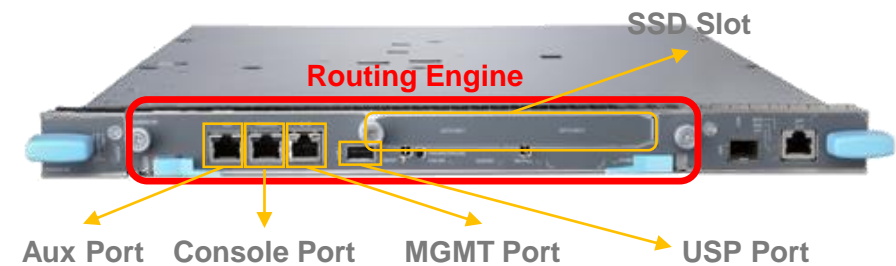 SSD Slot
Routing Engine
Aux Port
Console Port
MGMT Port
USP Port